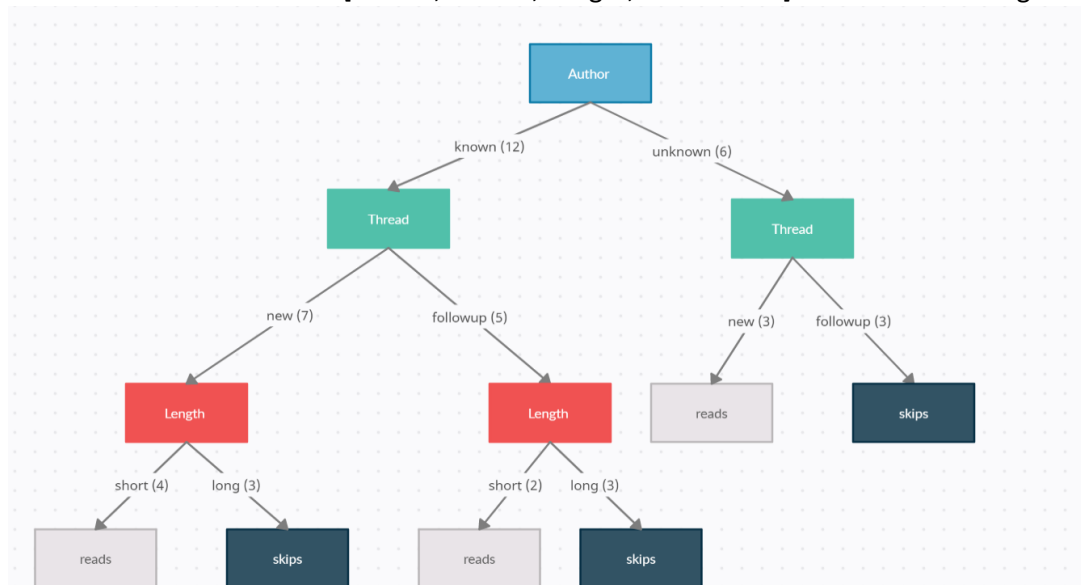 Author
known (12)
unknown (6)
Thread
Thread
new (7)
followup (5)
new (3)
followup (3)
Length
Length
reads
skips
short (4)
long (3)
short (2)
long (3)
reads
skips
reads
skips